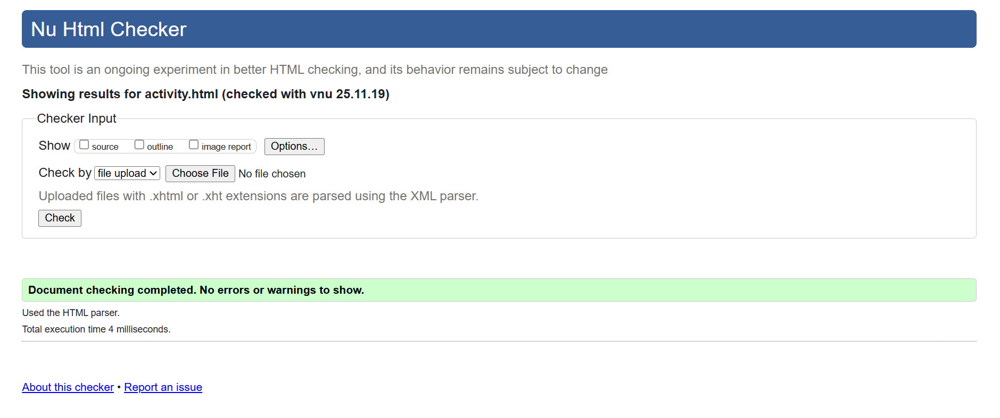 Nu Html Checker
This tool is an ongoing experiment in better HTML checking, and its behavior remains subject to change
Showing results for activity.html (checked with vnu 25.11.19)
Checker Input
Show source outline image report Options…
Check by file upload Choose File No file chosen
Uploaded files with .xhtml or .xht extensions are parsed using the XML parser.
Check
Document checking completed. No errors or warnings to show.
Used the HTML parser.
Total execution time 4 milliseconds.
About this checker • Report an issue